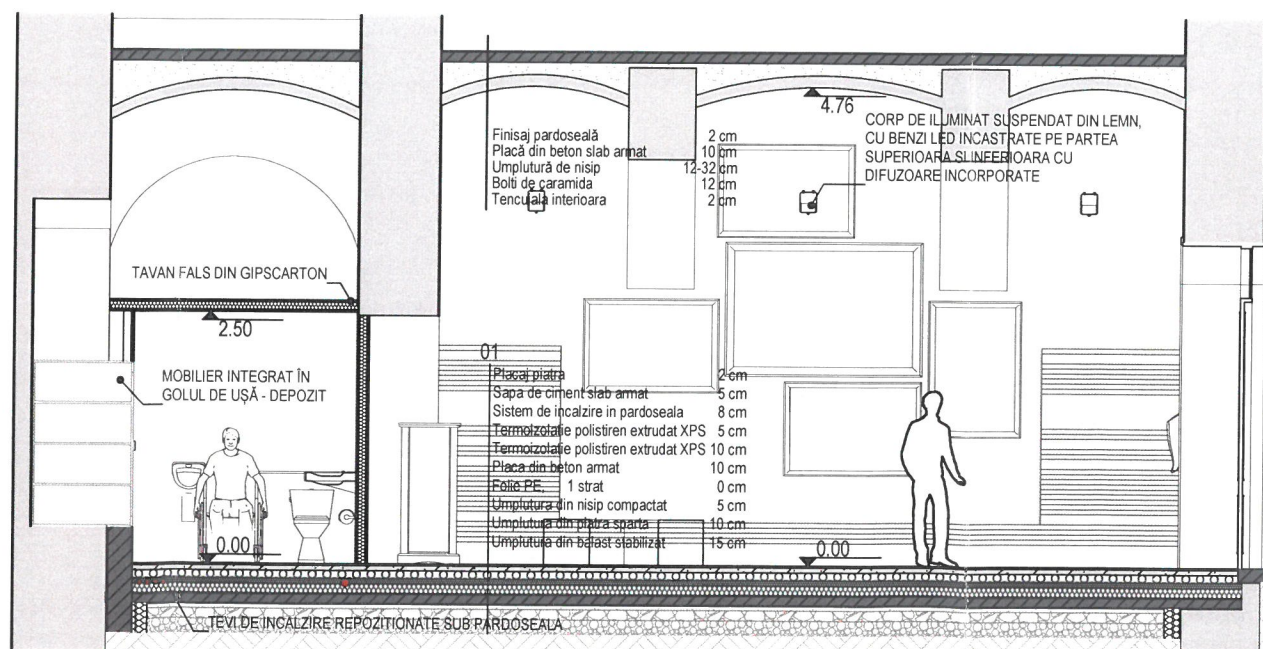 4.76
CORP DE ILUMINAT SUSPENDAT DIN LEMN,
CU BENZI LED INCASTRATE PE PARTEA
SUPERIOARA SI INFERIOARA CU
DIFUZOARE INCORPORATE
Finisaj pardoseală 2 cm
Placă din beton slab armat 10 cm
Umplutură de nisip 12-32 cm
Bolti de caramida 12 cm
Tencuială interioara 2 cm
TAVAN FALS DIN GIPSCARTON
2.50
MOBILIER INTEGRAT ÎN
GOLUL DE UȘĂ - DEPOZIT
01
Placaj piatra 2 cm
Sapa de ciment slab armat 5 cm
Sistem de incalzire in pardoseala 8 cm
Termoizolatie polistiren extrudat XPS 5 cm
Termoizolatie polistiren extrudat XPS 10 cm
Placa din beton armat 10 cm
Folie PE, 1 strat 0 cm
Umplutura din nisip compactat 5 cm
Umplutura din piatra sparta 10 cm
Umplutura din balast stabilizat 15 cm
0.00
0.00
TEVI DE INCALZIRE REPOZITIONATE SUB PARDOSEALA